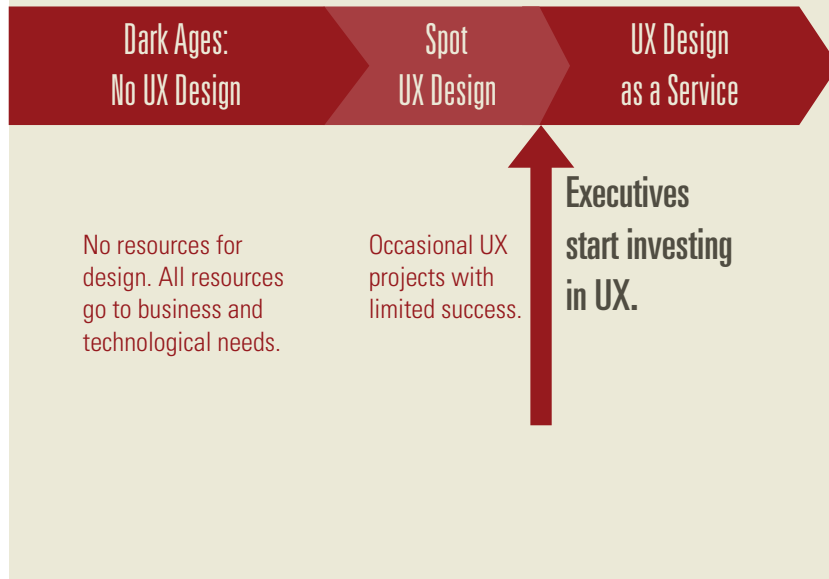 Dark Ages:
No UX Design
Spot
UX Design
UX Design
as a Service
No resources for
design. All resources
go to business and
technological needs.
Occasional UX
projects with
limited success.
Executives
start investing
in UX.